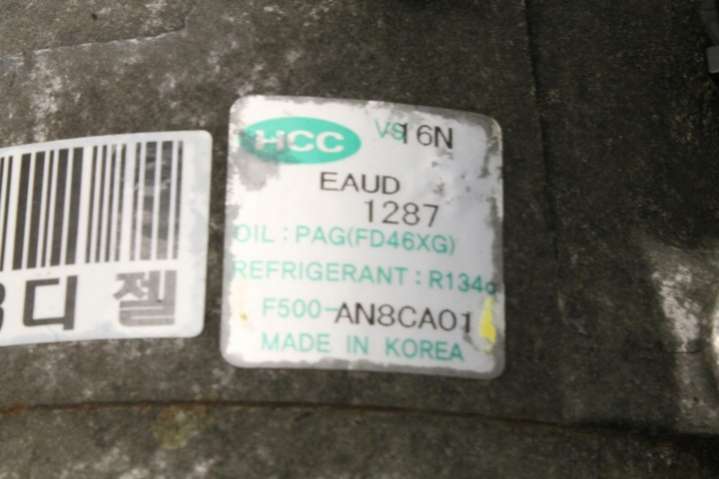 HCC VS16N
EAUD
1287
OIL : PAG(FD46XG)
REFRIGERANT : R134a
F500-AN8CA01
MADE IN KOREA
디젤